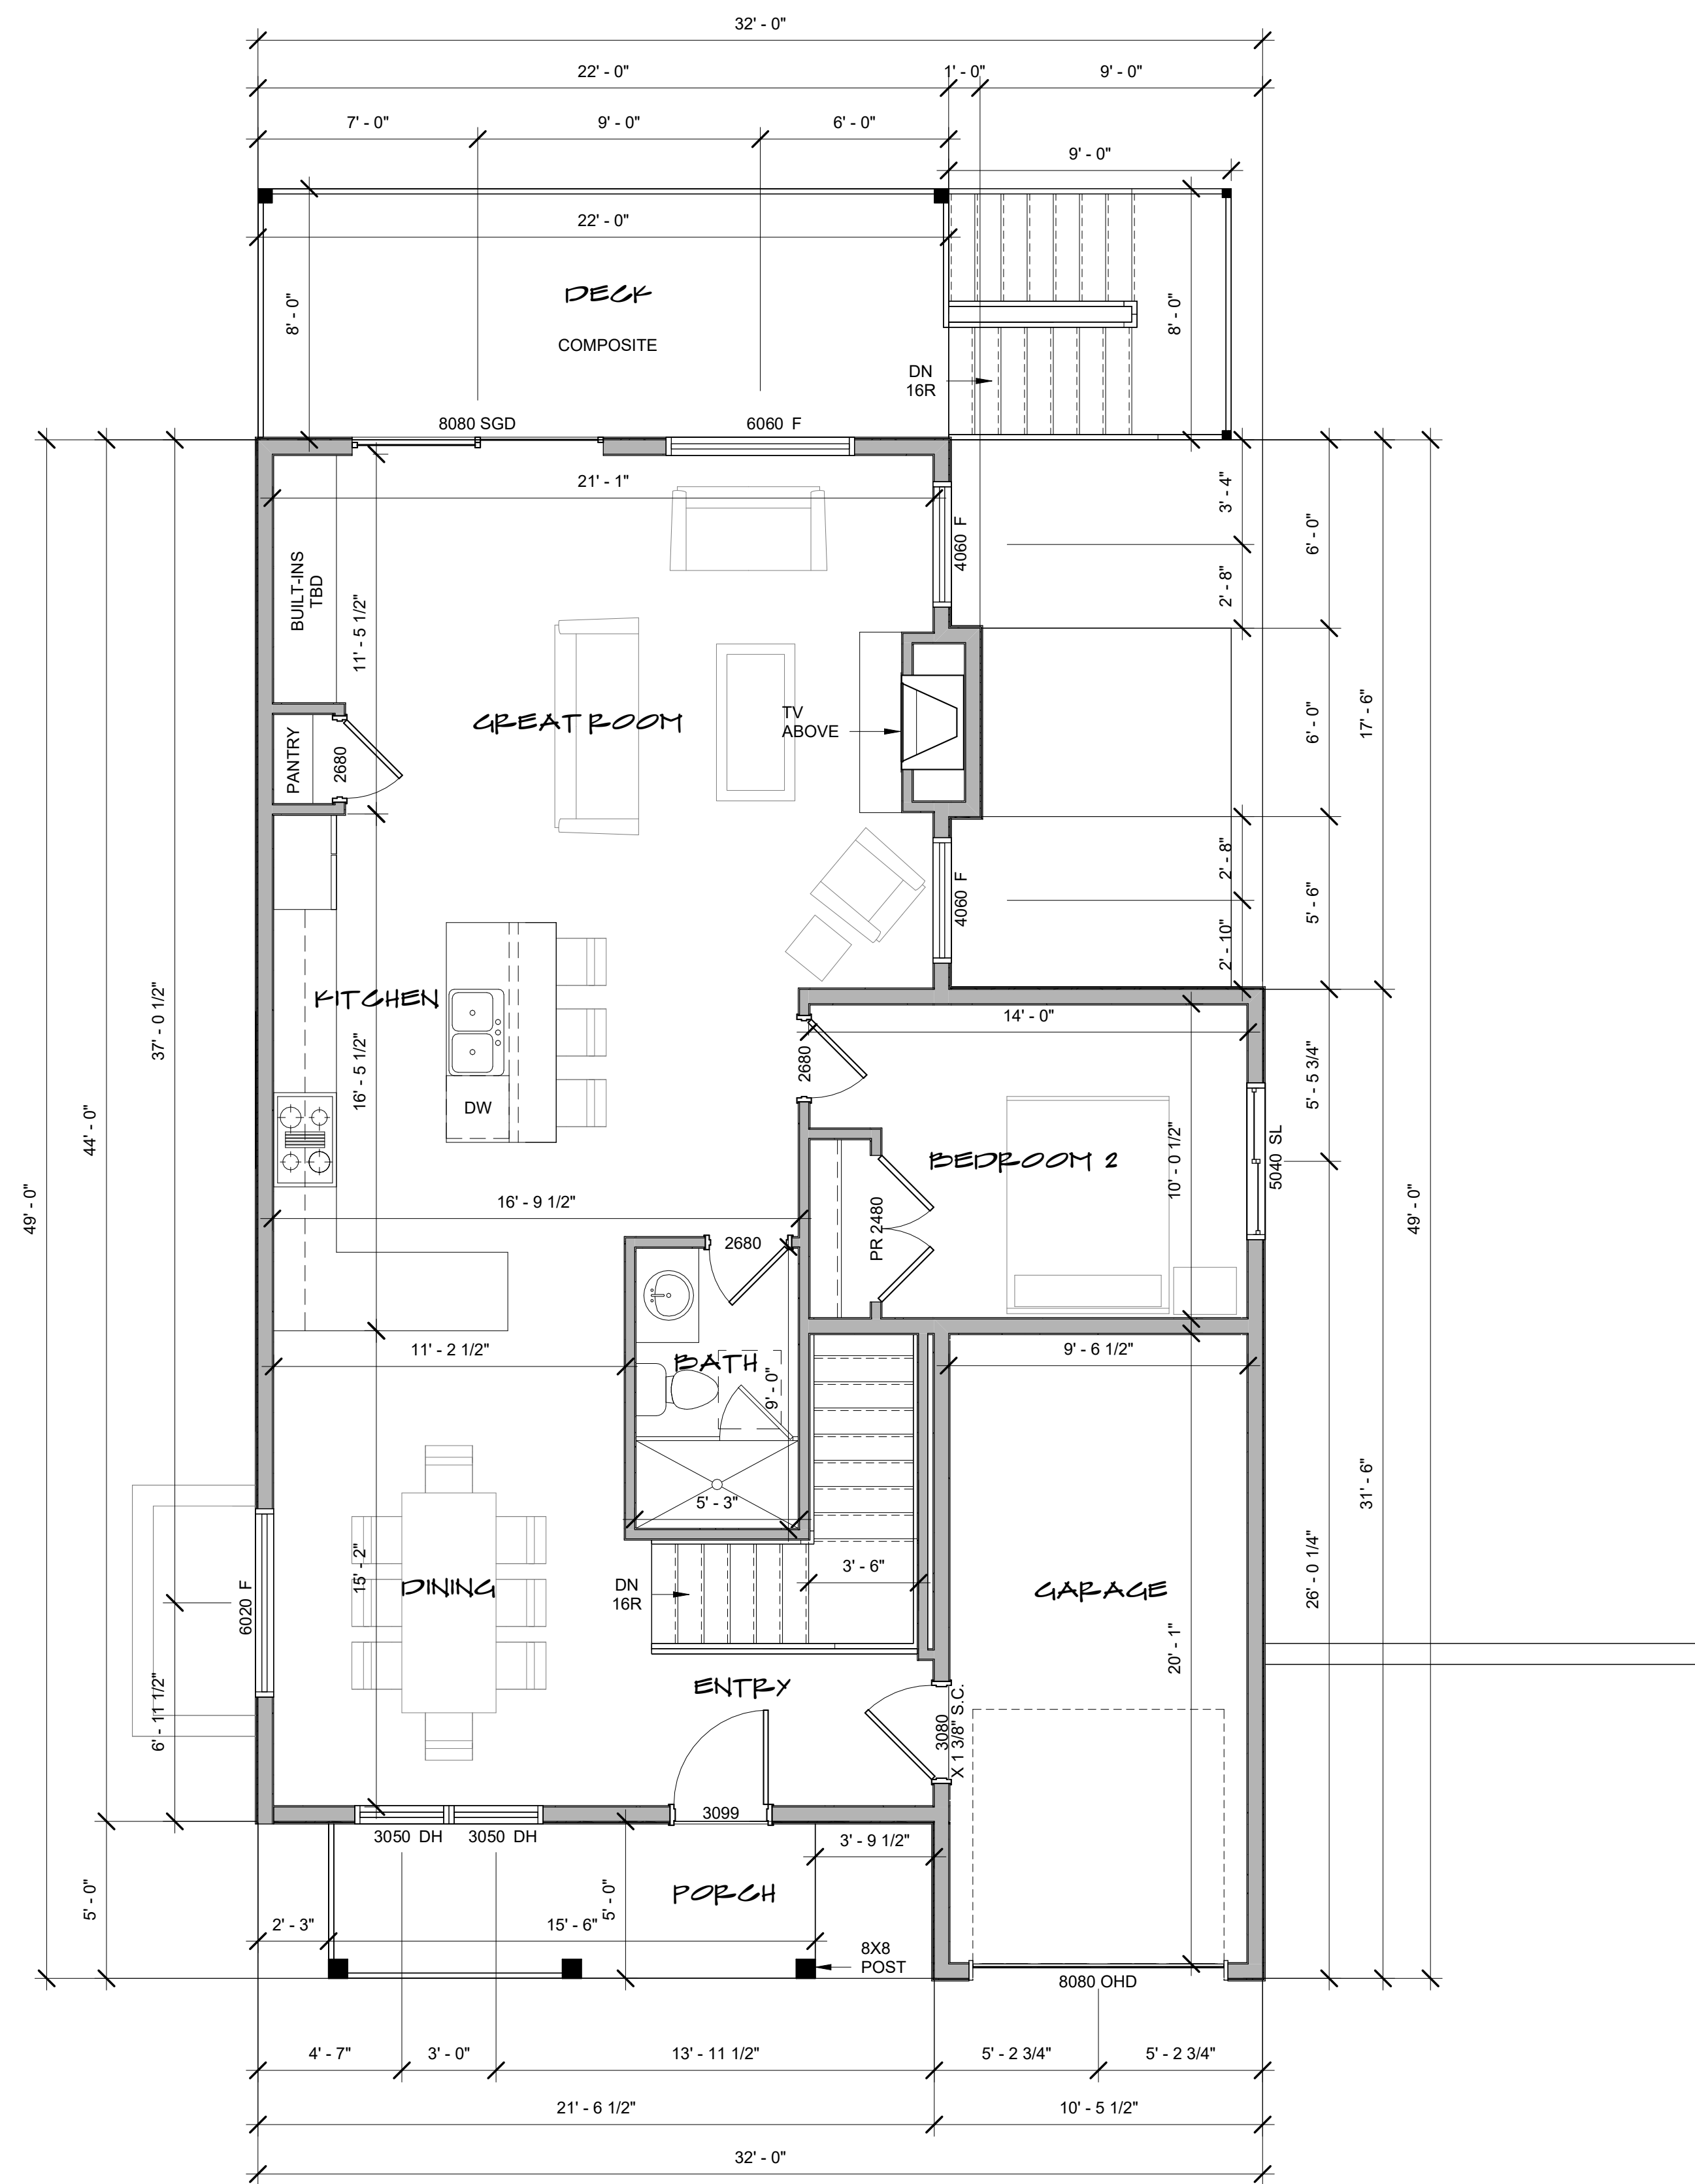 32' - 0"
22' - 0"
1' - 0"
9' - 0"
7' - 0"
9' - 0"
6' - 0"
9' - 0"
22' - 0"
8' - 0"
DECK
COMPOSITE
8' - 0"
DN
16R
8080 SGD
6060 F
21' - 1"
3' - 4"
6' - 0"
4060 F
2' - 8"
BUILT-INS
TBD
11' - 5 1/2"
GREAT ROOM
TV
ABOVE
6' - 0"
17' - 6"
PANTRY
2680
2' - 8"
4060 F
5' - 6"
2' - 10"
KITCHEN
37' - 0 1/2"
16' - 5 1/2"
14' - 0"
2680
5' - 5 3/4"
DW
44' - 0"
BEDROOM 2
10' - 0 1/2"
5040 SL
49' - 0"
49' - 0"
16' - 9 1/2"
PR 2480
2680
11' - 2 1/2"
BATH
9' - 0"
9' - 6 1/2"
31' - 6"
5' - 3"
26' - 0 1/4"
3' - 6"
15' - 2"
DINING
DN
16R
GARAGE
6020 F
20' - 1"
ENTRY
6' - 11 1/2"
3080
X 1 3/8" S.C.
3099
3050 DH
3050 DH
3' - 9 1/2"
PORCH
5' - 0"
5' - 0"
2' - 3"
15' - 6"
8X8
POST
8080 OHD
4' - 7"
3' - 0"
13' - 11 1/2"
5' - 2 3/4"
5' - 2 3/4"
21' - 6 1/2"
10' - 5 1/2"
32' - 0"